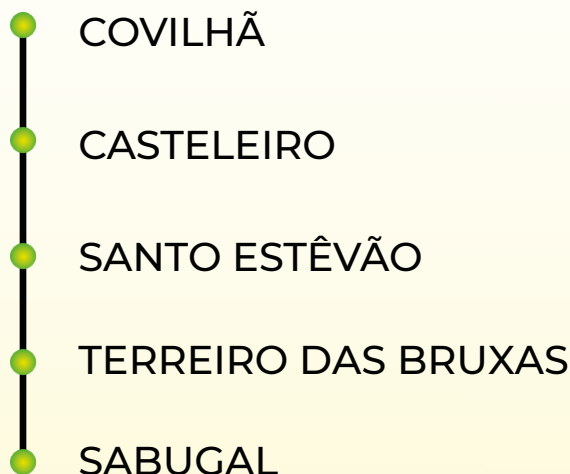 COVILHÃ
CASTELEIRO
SANTO ESTÊVÃO
TERREIRO DAS BRUXAS
SABUGAL